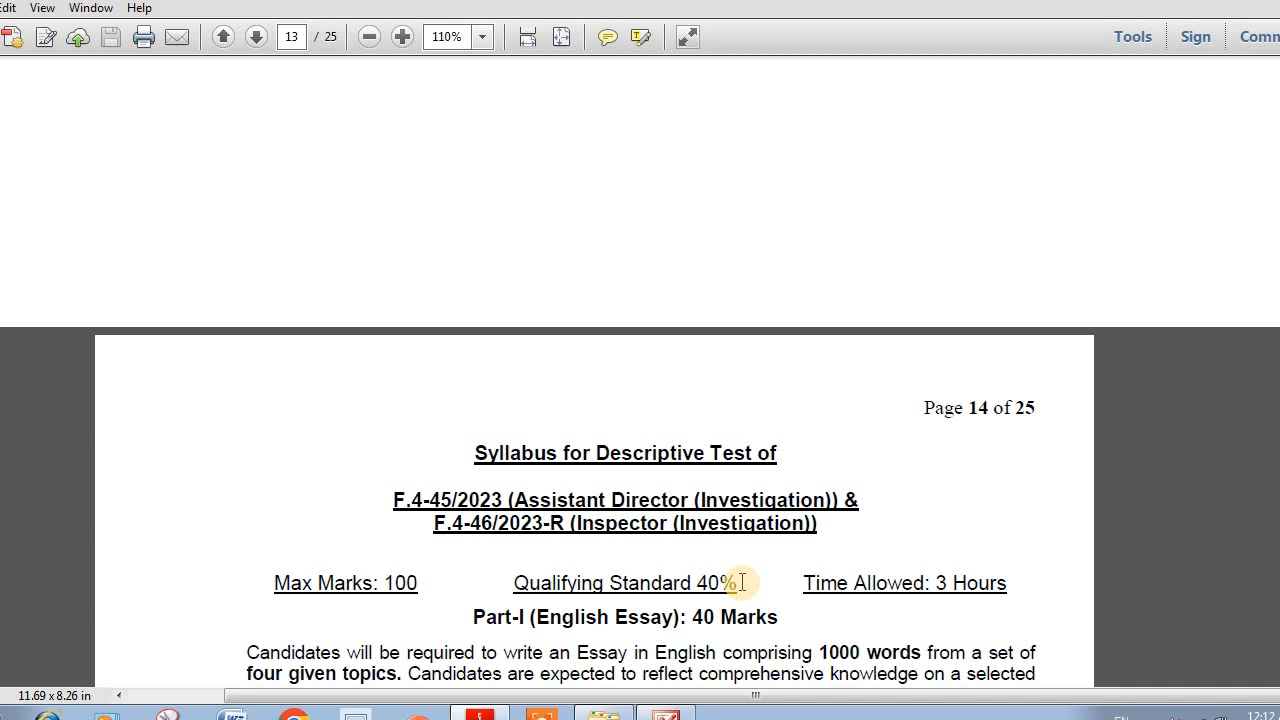 Edit View Window Help
13 / 25 110% Tools Sign Comm
Page 14 of 25
Syllabus for Descriptive Test of
F.4-45/2023 (Assistant Director (Investigation)) &
F.4-46/2023-R (Inspector (Investigation))
Max Marks: 100 Qualifying Standard 40% Time Allowed: 3 Hours
Part-I (English Essay): 40 Marks
Candidates will be required to write an Essay in English comprising 1000 words from a set of
four given topics. Candidates are expected to reflect comprehensive knowledge on a selected
11.69 x 8.26 in
EN 12:12